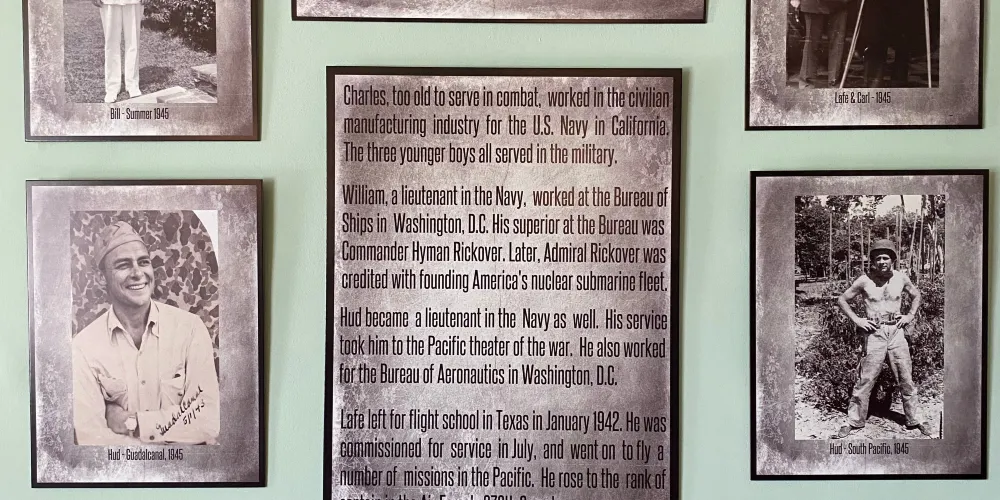 Bill - Summer 1945
Lafe & Carl - 1945
Charles, too old to serve in combat, worked in the civilian
manufacturing industry for the U.S. Navy in California.
The three younger boys all served in the military.
William, a lieutenant in the Navy, worked at the Bureau of
Ships in Washington, D.C. His superior at the Bureau was
Commander Hyman Rickover. Later, Admiral Rickover was
credited with founding America's nuclear submarine fleet.
Hud became a lieutenant in the Navy as well. His service
took him to the Pacific theater of the war. He also worked
for the Bureau of Aeronautics in Washington, D.C.
Lafe left for flight school in Texas in January 1942. He was
commissioned for service in July, and went on to fly a
number of missions in the Pacific. He rose to the rank of
Guadalcanal
Hud - Guadalcanal, 1945
Hud - South Pacific, 1945